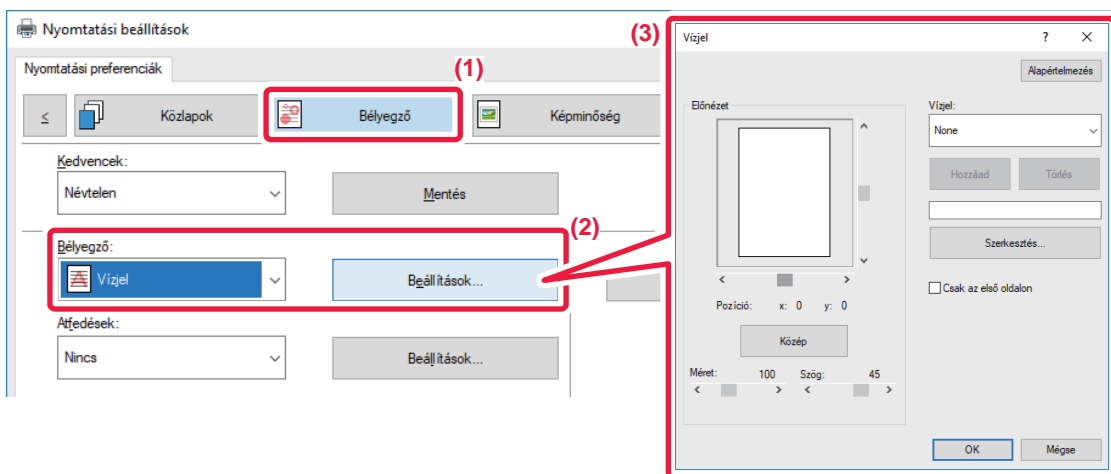 Nyomtatási beállítások
Nyomtatási preferenciák
(1)
≤
Közlapok
Bélyegző
Képminőség
Kedvencek:
Névtelen
Mentés
(2)
Bélyegző:
Vízjel
Beállítások...
Átfedések:
Nincs
Beállítások...
(3)
Vízjel
?
Alapértelmezés
Előnézet
Vízjel:
None
Hozzáad
Törlés
Szerkesztés...
Csak az első oldalon
Pozíció: x: 0 y: 0
Közép
Méret: 100 Szög: 45
OK
Mégse